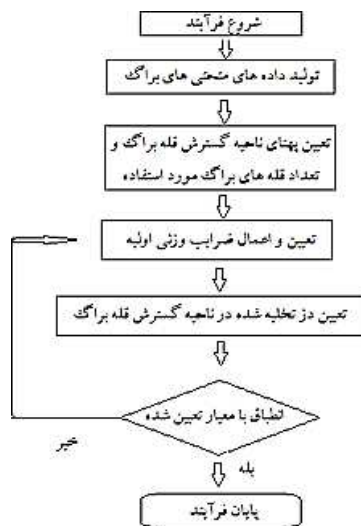 شروع فرآیند
تولید داده های منحنی های براگ
تعیین پهنای ناحیه گسترش قله براگ و
تعداد قله های براگ مورد استفاده
تعیین و اعمال ضرایب وزنی اولیه
تعیین دز تخلیه شده در ناحیه گسترش قله براگ
انطباق با معیار تعیین شده
خیر
بله
پایان فرآیند